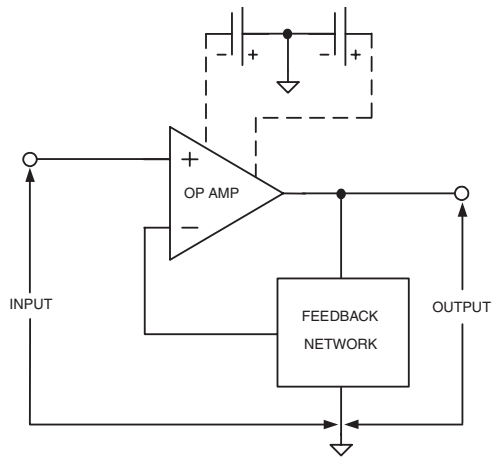 - + - +
+
OP AMP
−
INPUT
OUTPUT
FEEDBACK
NETWORK